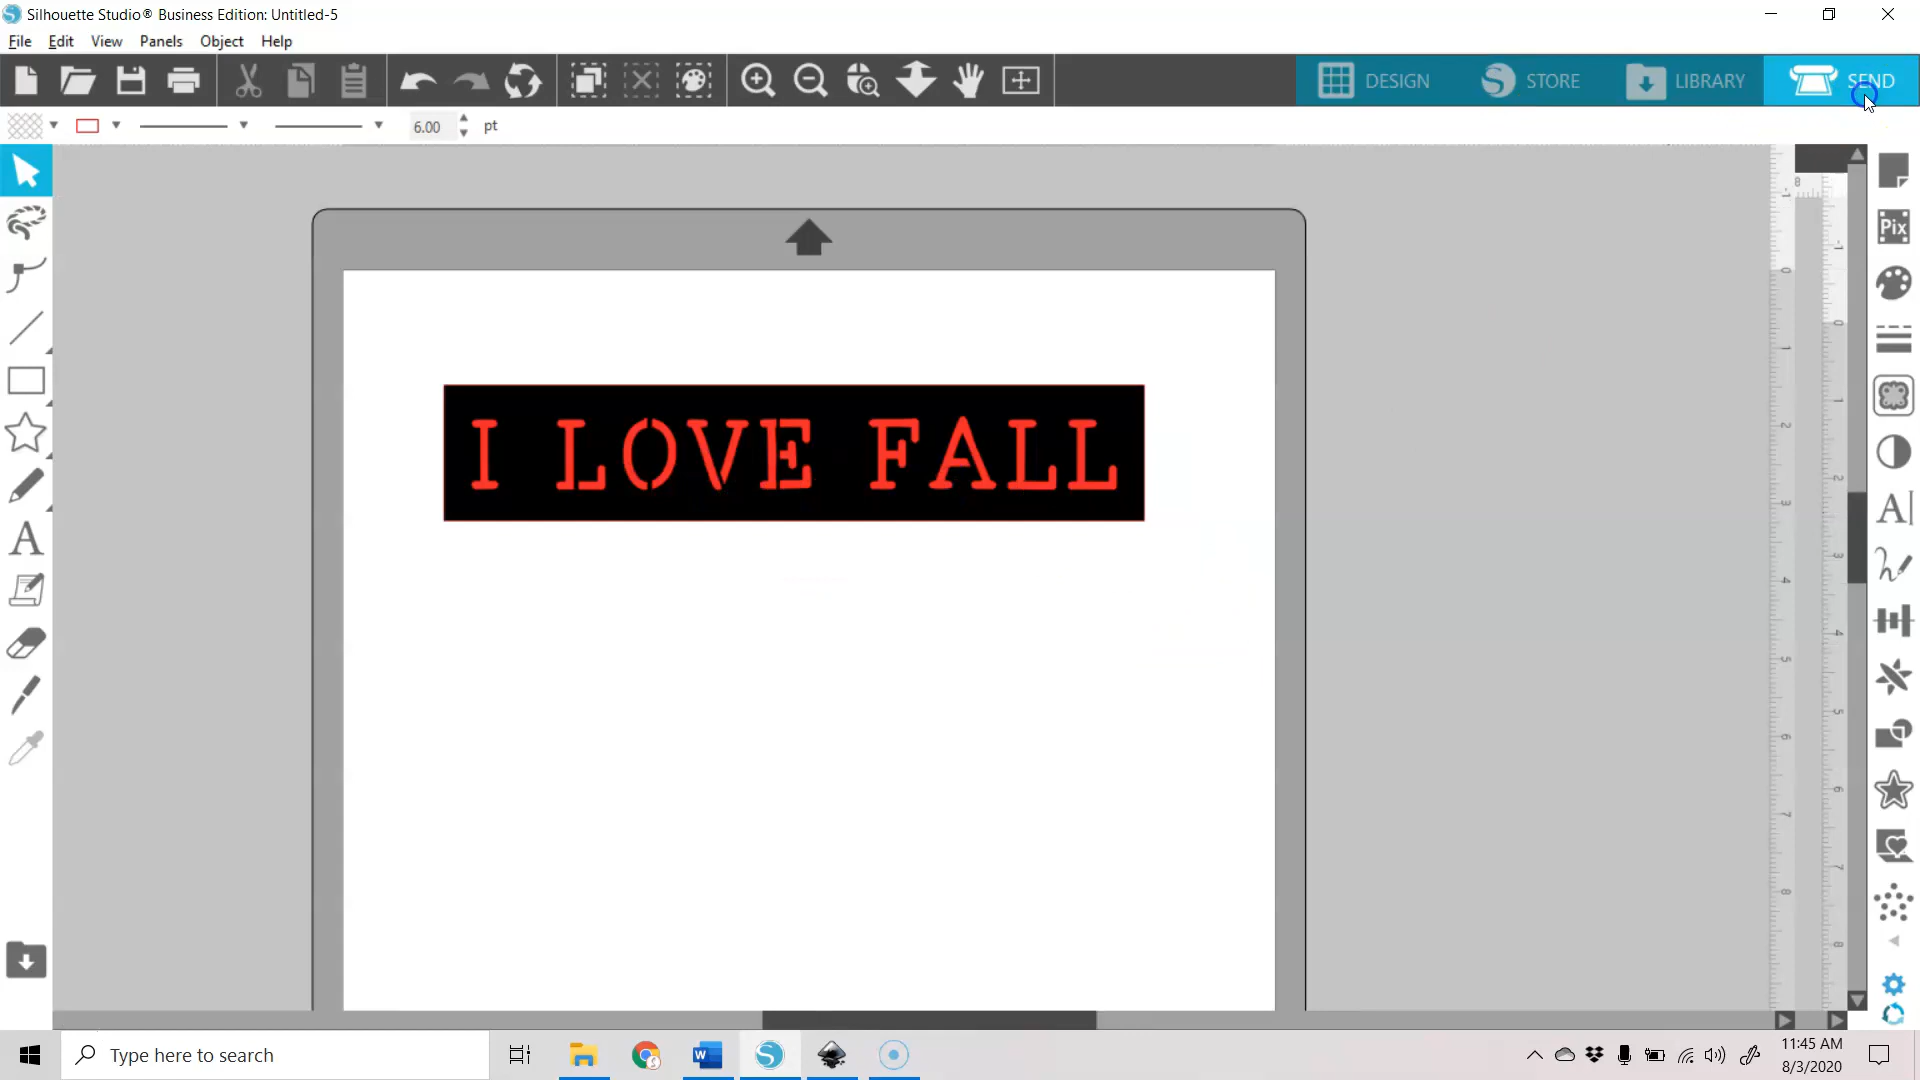 Silhouette Studio® Business Edition: Untitled-5
File Edit View Panels Object Help
DESIGN STORE LIBRARY SEND
6.00 pt
Pix
I LOVE FALL
Type here to search
11:45 AM
8/3/2020